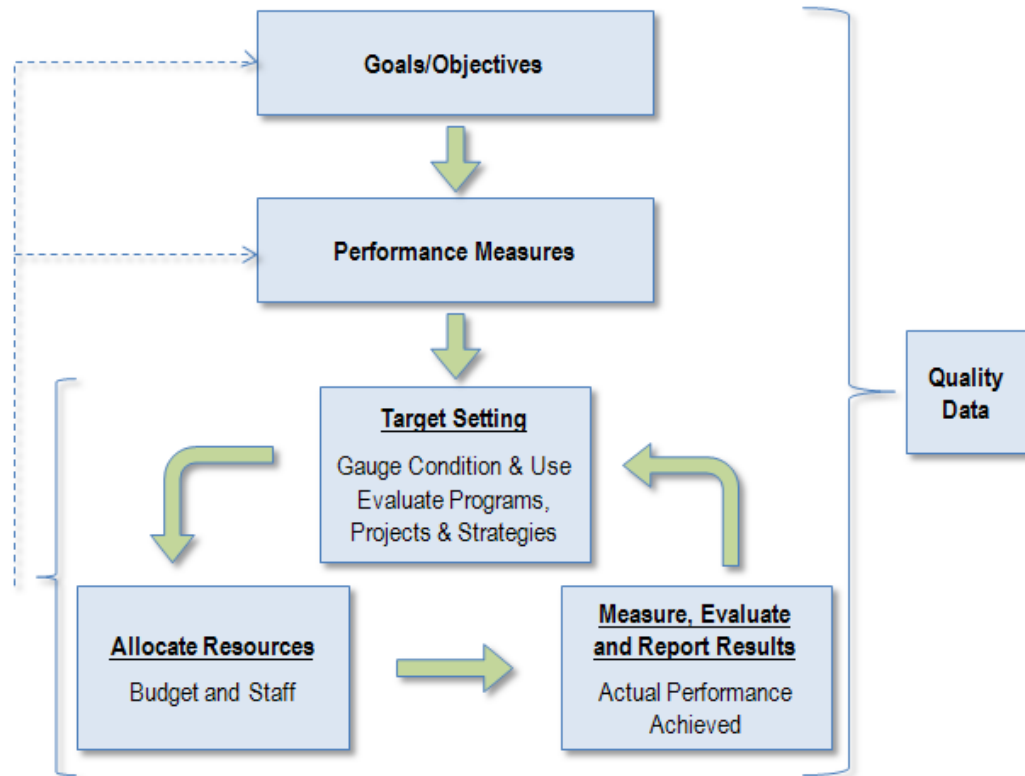 Goals/Objectives
Performance Measures
Quality
Data
Target Setting
Gauge Condition & Use
Evaluate Programs,
Projects & Strategies
Allocate Resources
Budget and Staff
Measure, Evaluate
and Report Results
Actual Performance
Achieved